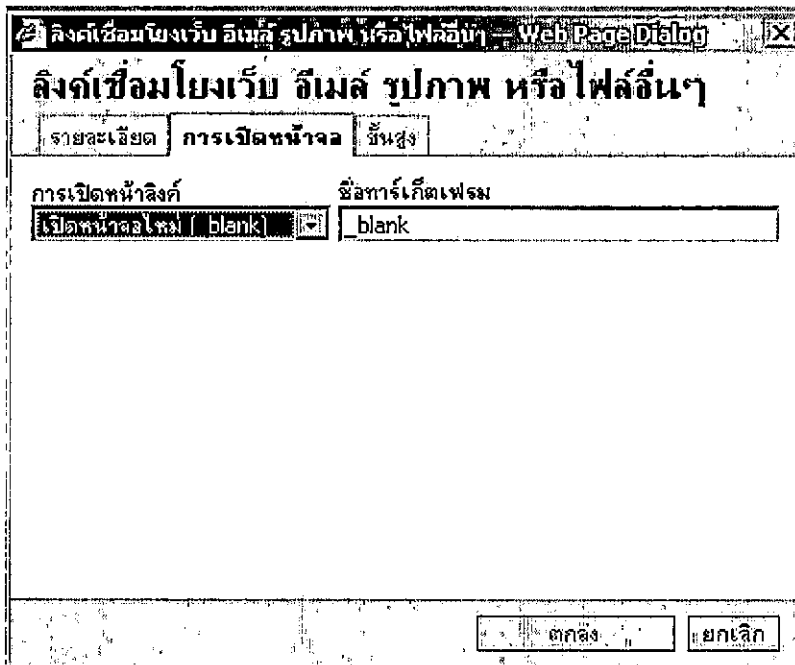 ลิงค์เชื่อมโยงเว็บ อีเมล์ รูปภาพ หรือไฟล์อื่นๆ -- Web Page Dialog
ลิงค์เชื่อมโยงเว็บ อีเมล์ รูปภาพ หรือไฟล์อื่นๆ
รายละเอียด การเปิดหน้าจอ ขั้นสูง
การเปิดหน้าลิงค์ ชื่อทาร์เก็ตเฟรม
เปิดหน้าจอใหม่ (_blank) _blank
ตกลง ยกเลิก